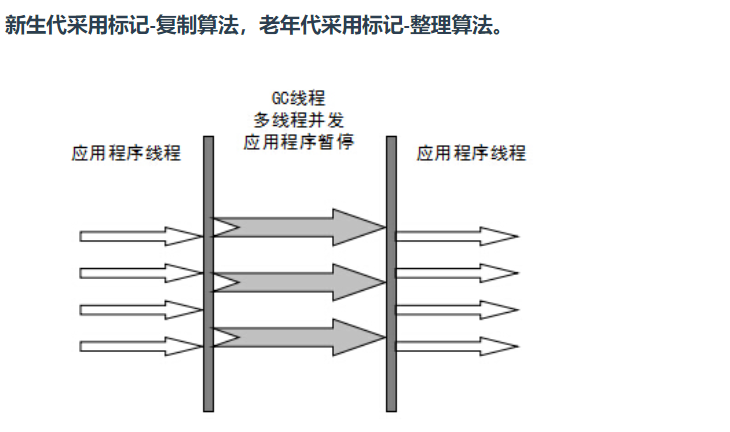 新生代采用标记-复制算法，老年代采用标记-整理算法。
GC线程
多线程并发
应用程序暂停
应用程序线程
应用程序线程